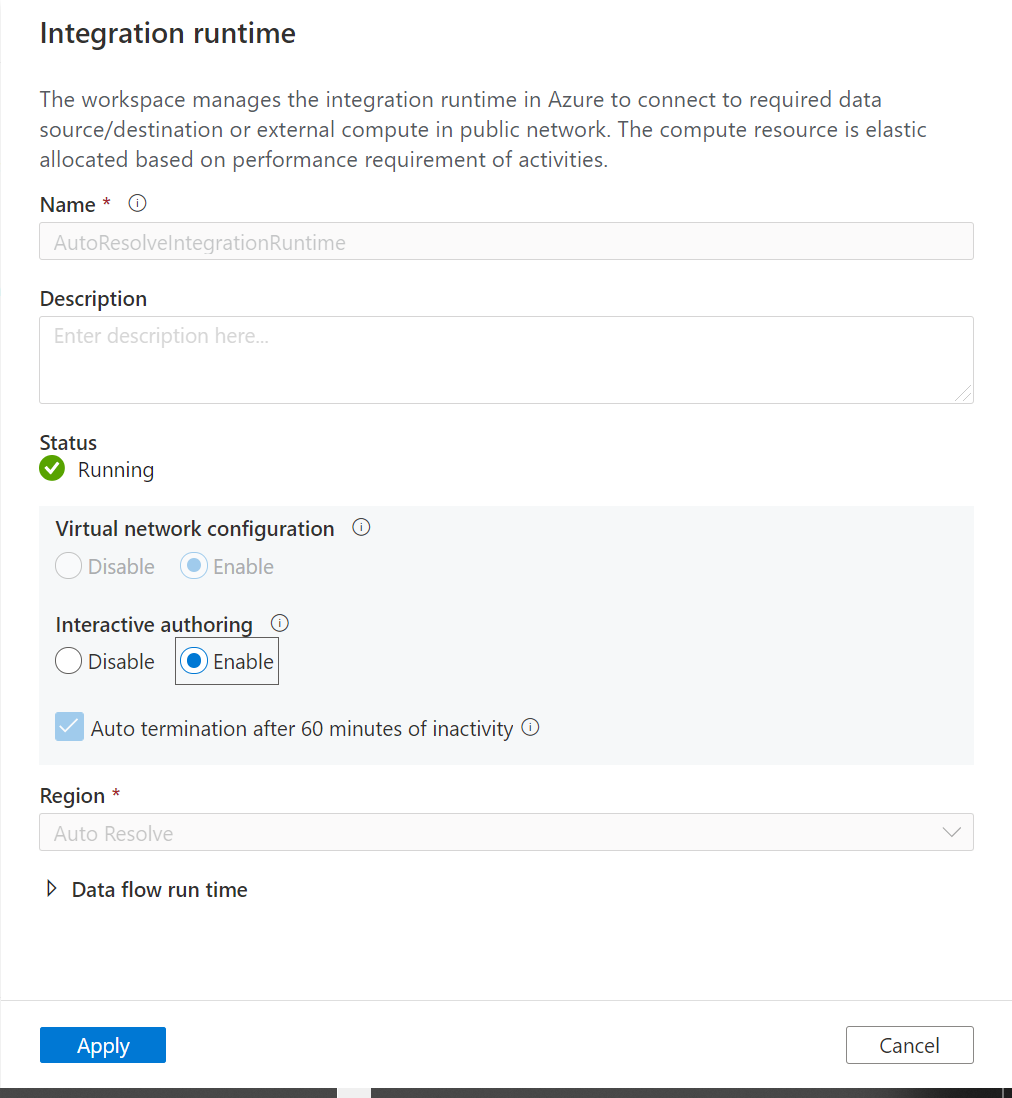 Integration runtime
The workspace manages the integration runtime in Azure to connect to required data
source/destination or external compute in public network. The compute resource is elastic
allocated based on performance requirement of activities.
Name *
AutoResolveIntegrationRuntime
Description
Enter description here...
Status
Running
Virtual network configuration
Disable Enable
Interactive authoring
Disable Enable
Auto termination after 60 minutes of inactivity
Region *
Auto Resolve
Data flow run time
Apply Cancel